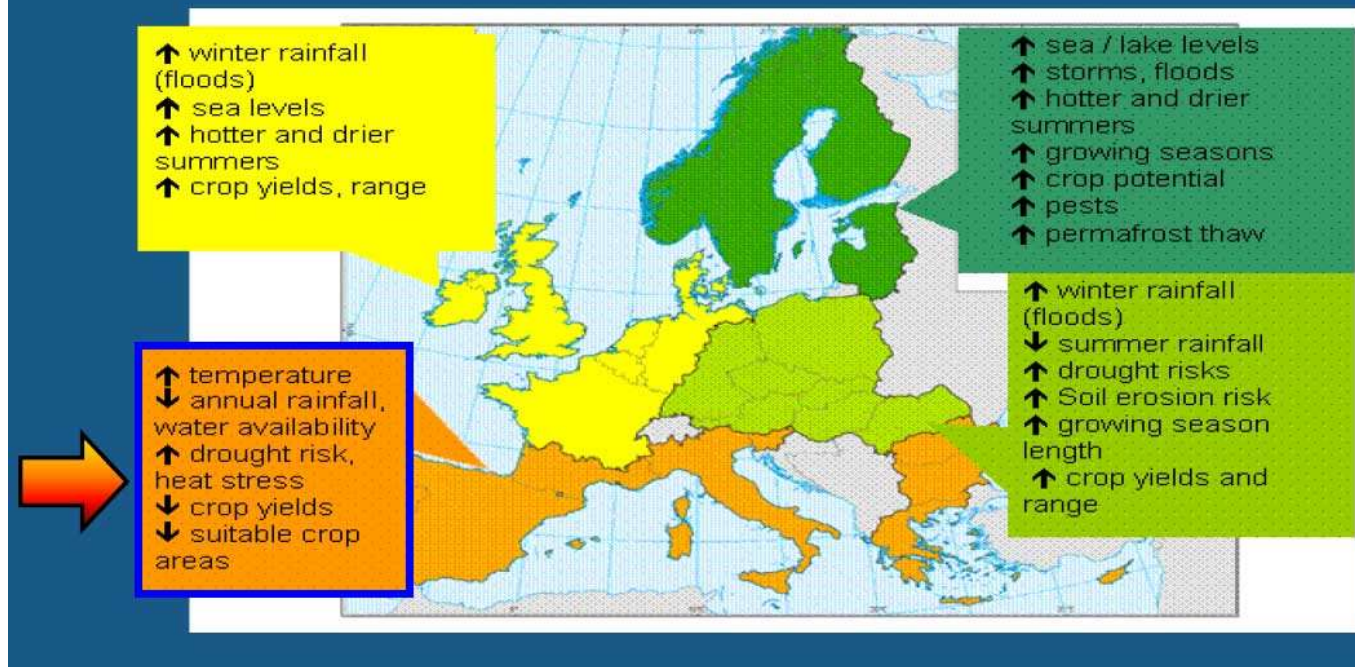 ↑ winter rainfall
(floods)
↑ sea levels
↑ hotter and drier
summers
↑ crop yields, range
↑ sea / lake levels
↑ storms, floods
↑ hotter and drier
summers
↑ growing seasons
↑ crop potential
↑ pests
↑ permafrost thaw
↑ temperature
↓ annual rainfall,
water availability
↑ drought risk,
heat stress
↓ crop yields
↓ suitable crop
areas
↑ winter rainfall
(floods)
↓ summer rainfall
↑ drought risks
↑ Soil erosion risk
↑ growing season
length
↑ crop yields and
range